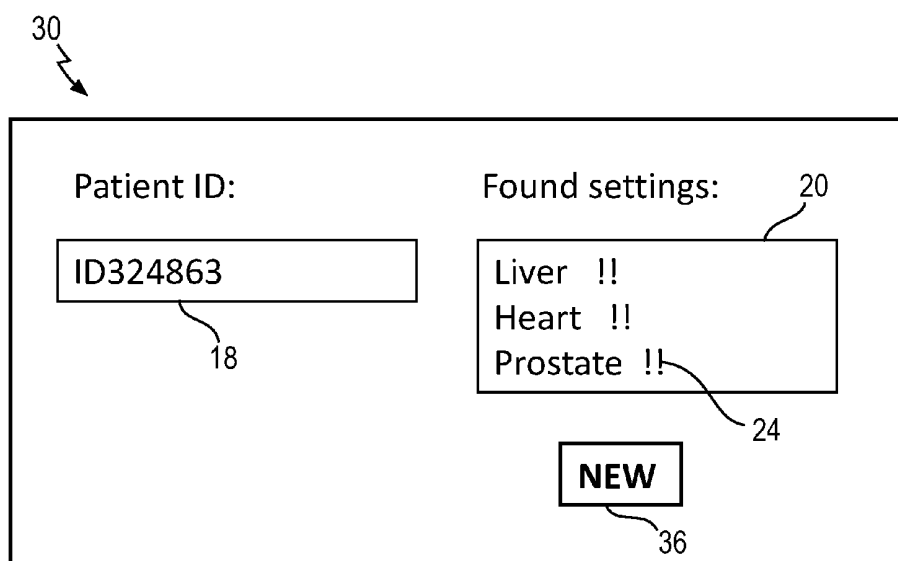 30
Patient ID:
Found settings:
20
ID324863
18
Liver !!
Heart !!
Prostate !!
24
NEW
36